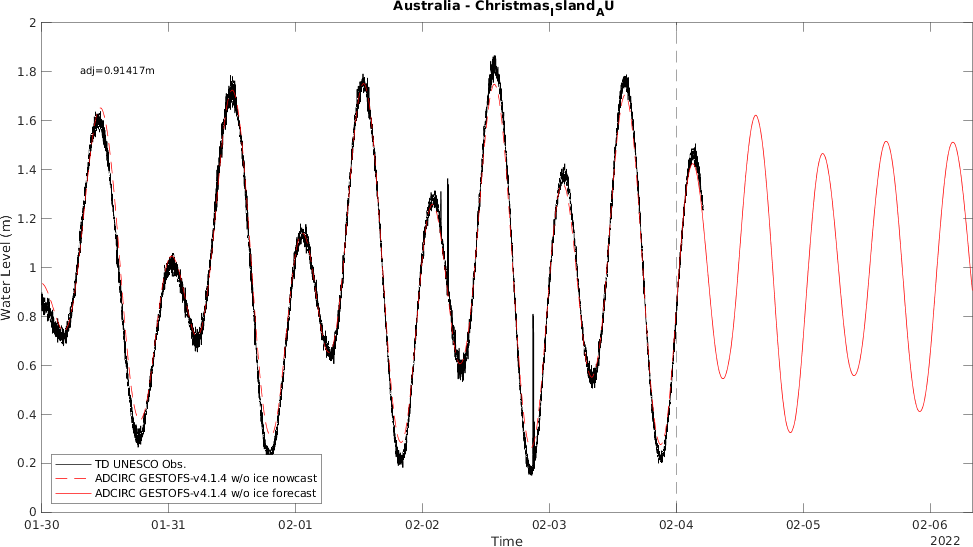 Australia - Christmas_Island_AU
2
1.8
1.6
1.4
1.2
1
0.8
0.6
0.4
0.2
0
Water Level (m)
adj=0.91417m
TD UNESCO Obs.
ADCIRC GESTOFS-v4.1.4 w/o ice nowcast
ADCIRC GESTOFS-v4.1.4 w/o ice forecast
01-30 01-31 02-01 02-02 02-03 02-04 02-05 02-06
Time
2022